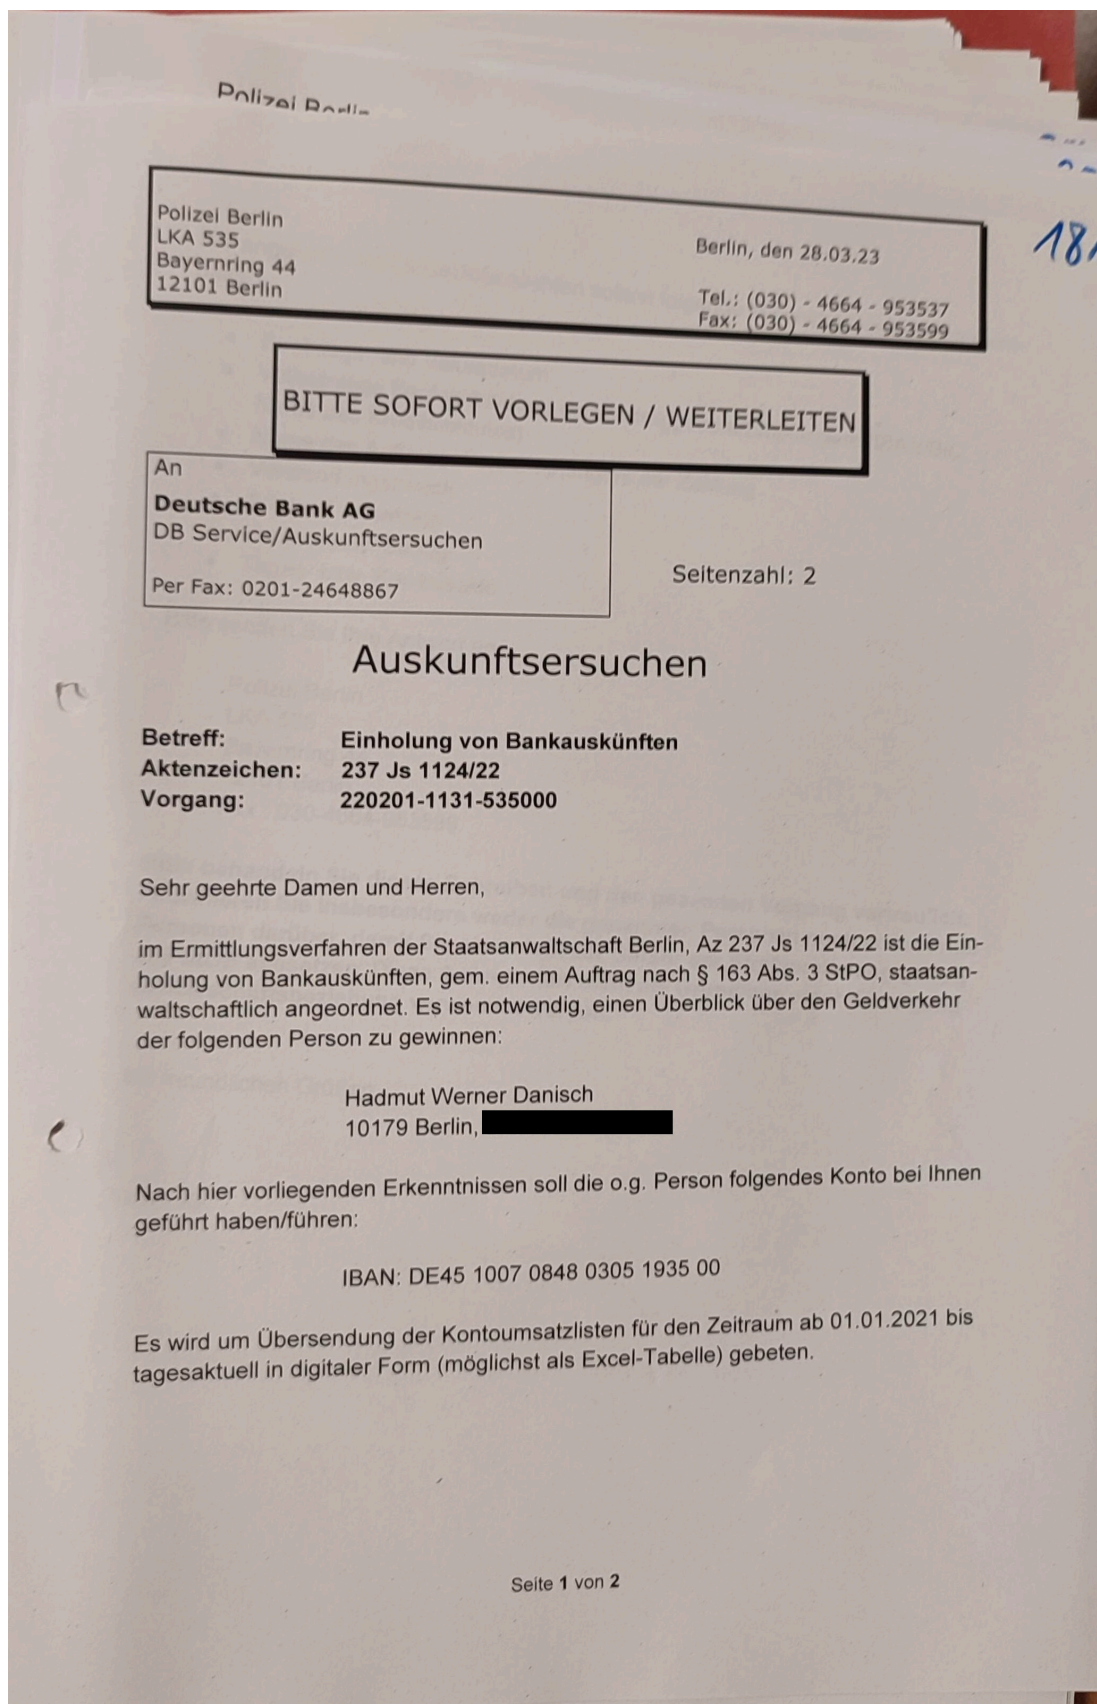 Polizei Berlin
Polizei Berlin
LKA 535
Bayernring 44
12101 Berlin
Berlin, den 28.03.23
Tel.: (030) - 4664 - 953537
Fax: (030) - 4664 - 953599
18
BITTE SOFORT VORLEGEN / WEITERLEITEN
An
Deutsche Bank AG
DB Service/Auskunftsersuchen
Per Fax: 0201-24648867
Seitenzahl: 2
Auskunftsersuchen
Betreff: Einholung von Bankauskünften
Aktenzeichen: 237 Js 1124/22
Vorgang: 220201-1131-535000
Sehr geehrte Damen und Herren,
im Ermittlungsverfahren der Staatsanwaltschaft Berlin, Az 237 Js 1124/22 ist die Ein-
holung von Bankauskünften, gem. einem Auftrag nach § 163 Abs. 3 StPO, staatsan-
waltschaftlich angeordnet. Es ist notwendig, einen Überblick über den Geldverkehr
der folgenden Person zu gewinnen:
Hadmut Werner Danisch
10179 Berlin,
Nach hier vorliegenden Erkenntnissen soll die o.g. Person folgendes Konto bei Ihnen
geführt haben/führen:
IBAN: DE45 1007 0848 0305 1935 00
Es wird um Übersendung der Kontoumsatzlisten für den Zeitraum ab 01.01.2021 bis
tagesaktuell in digitaler Form (möglichst als Excel-Tabelle) gebeten.
Seite 1 von 2